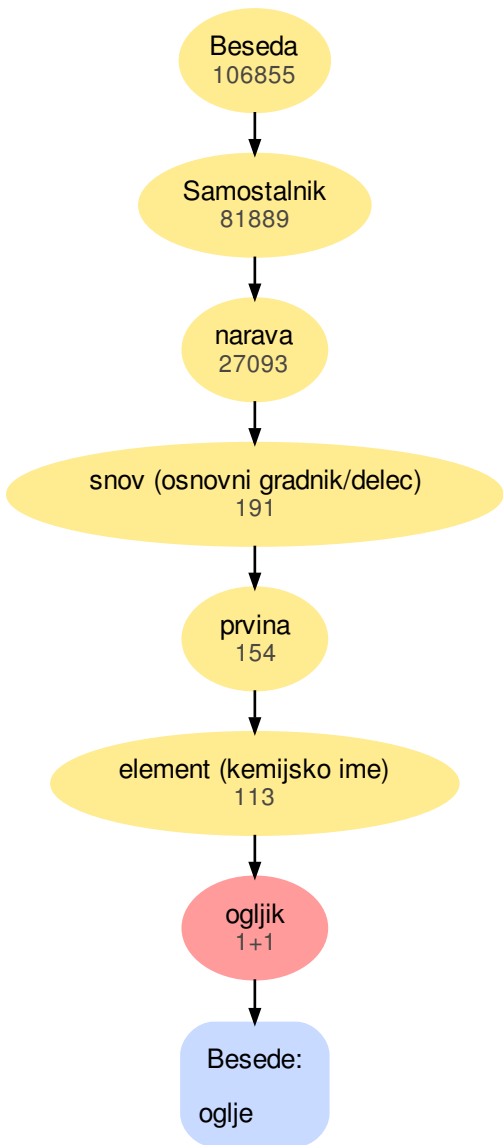 Beseda
106855
Samostalnik
81889
narava
27093
snov (osnovni gradnik/delec)
191
prvina
154
element (kemijsko ime)
113
ogljik
1+1
Besede:
oglje